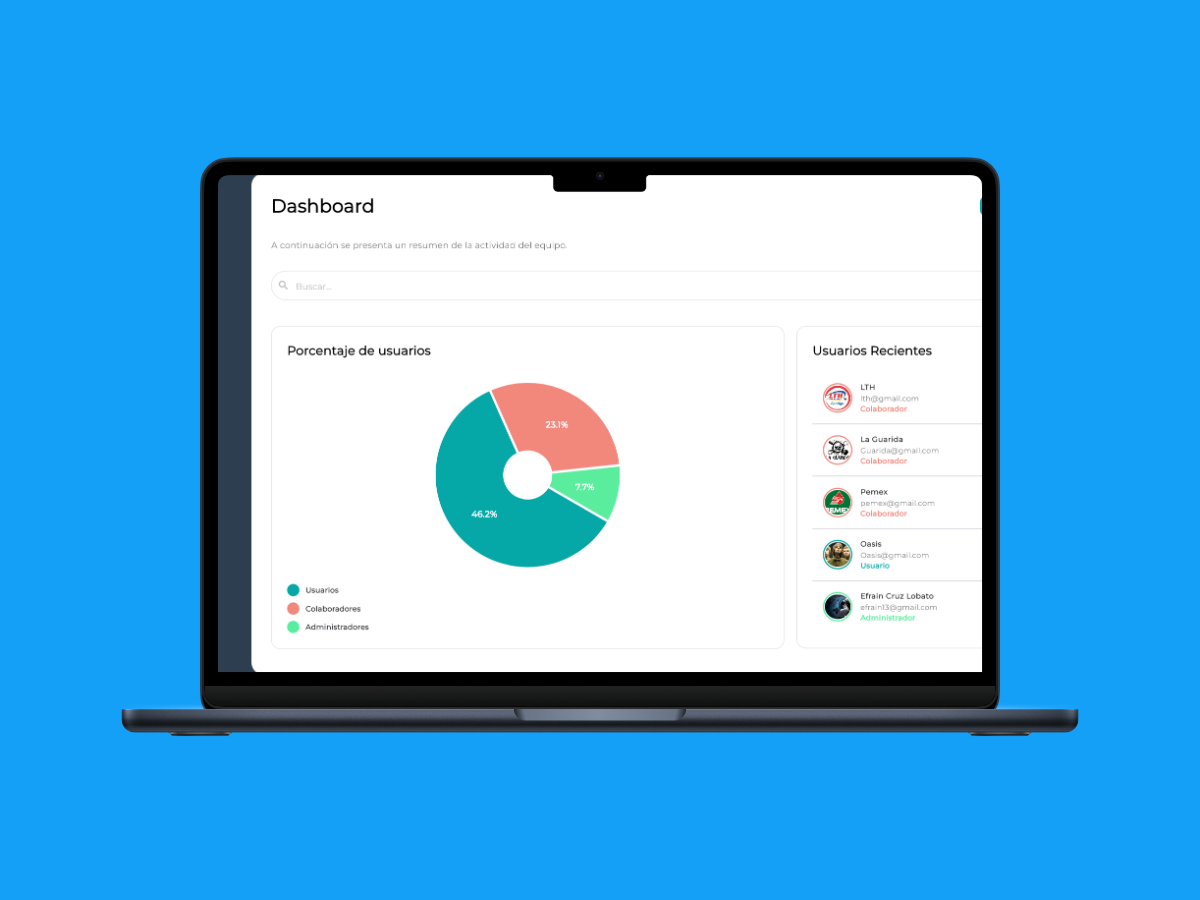 Dashboard
A continuación se presenta un resumen de la actividad del equipo.
Buscar...
Porcentaje de usuarios
23.1%
7.7%
46.2%
Usuarios
Colaboradores
Administradores
Usuarios Recientes
LTH
LTH
lth@gmail.com
Colaborador
La Guarida
Guarida@gmail.com
Colaborador
Pemex
PEMEX
pemex@gmail.com
Colaborador
Oasis
Oasis@gmail.com
Usuario
Efrain Cruz Lobato
efrain13@gmail.com
Administrador